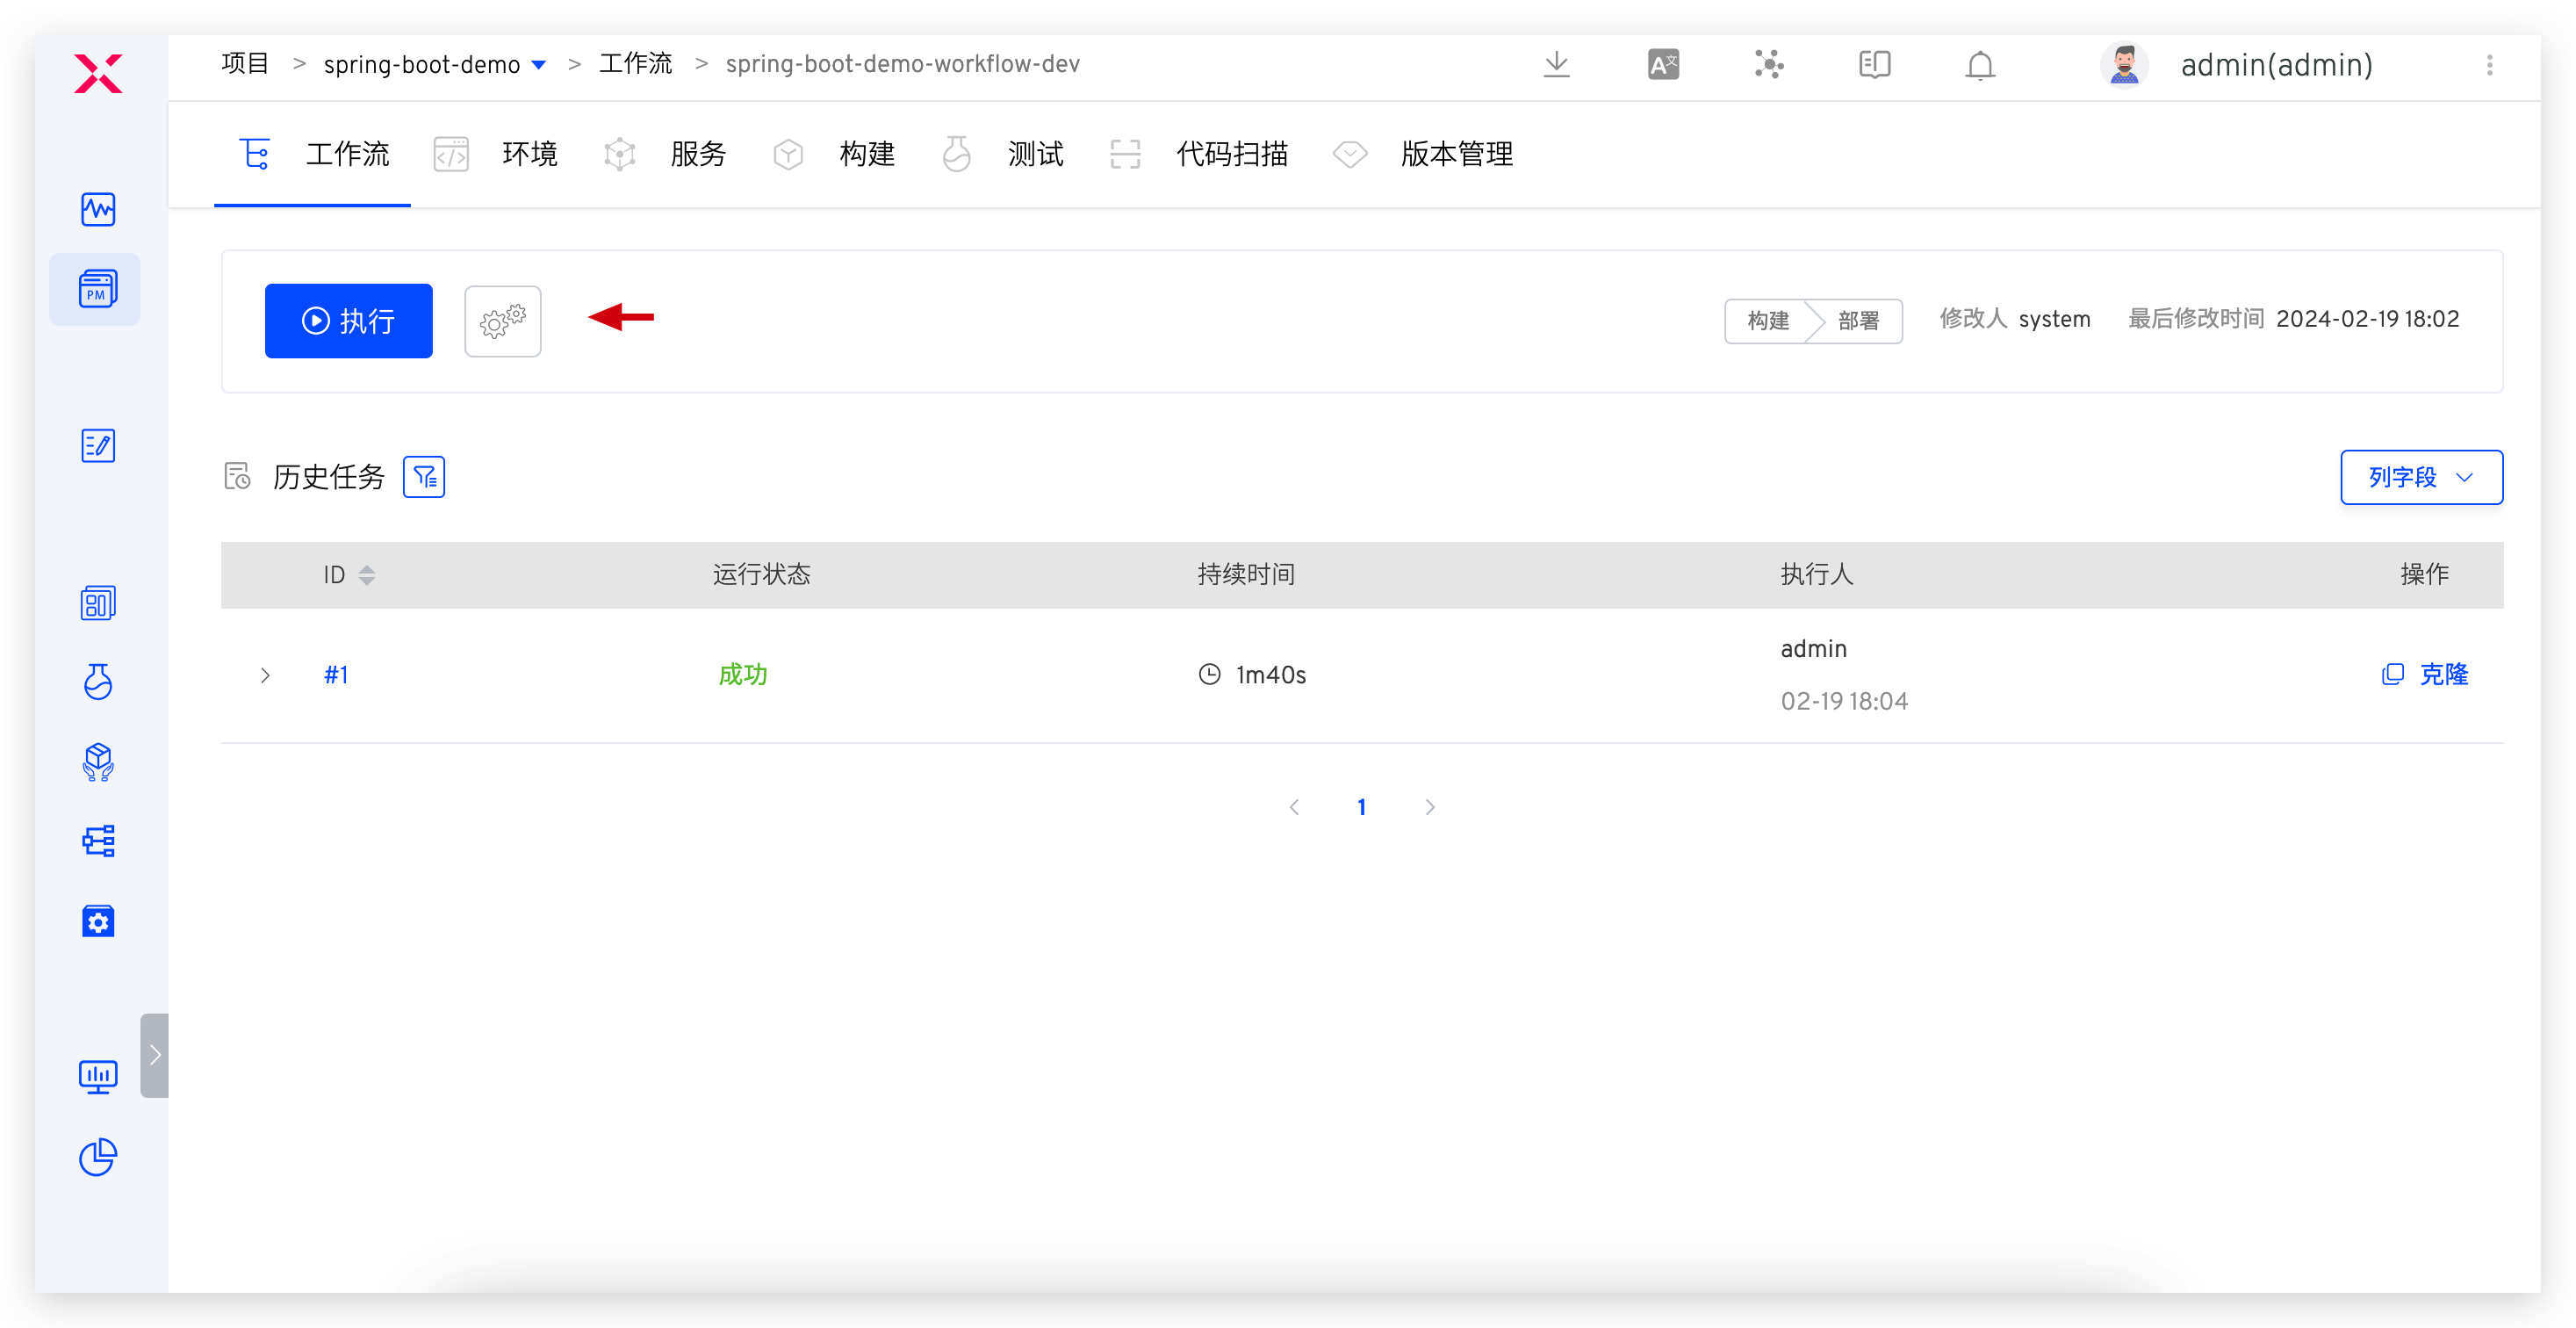 项目 > spring-boot-demo > 工作流 > spring-boot-demo-workflow-dev
A文
admin(admin)
工作流 环境 服务 构建 测试 代码扫描 版本管理
PM
执行
构建 部署 修改人 system 最后修改时间 2024-02-19 18:02
历史任务
列字段
ID 运行状态 持续时间 执行人 操作
#1 成功 1m40s admin
02-19 18:04
克隆
1